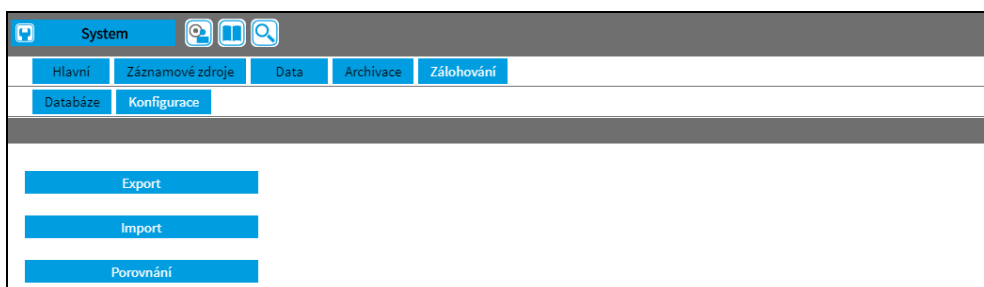 System
Hlavní Záznamové zdroje Data Archivace Zálohování
Databáze Konfigurace
Export
Import
Porovnání